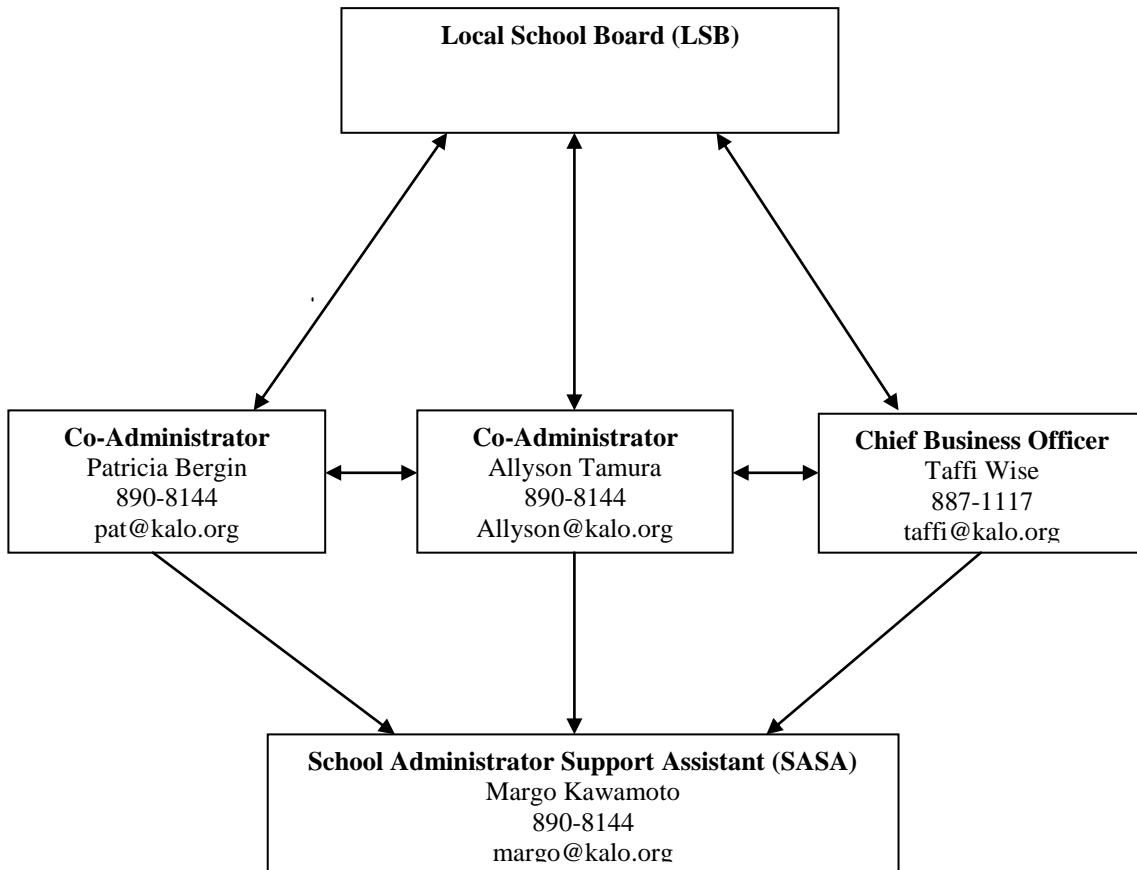 Local School Board (LSB)
Co-Administrator
Patricia Bergin
890-8144
pat@kalo.org
Co-Administrator
Allyson Tamura
890-8144
Allyson@kalo.org
Chief Business Officer
Taffi Wise
887-1117
taffi@kalo.org
School Administrator Support Assistant (SASA)
Margo Kawamoto
890-8144
margo@kalo.org